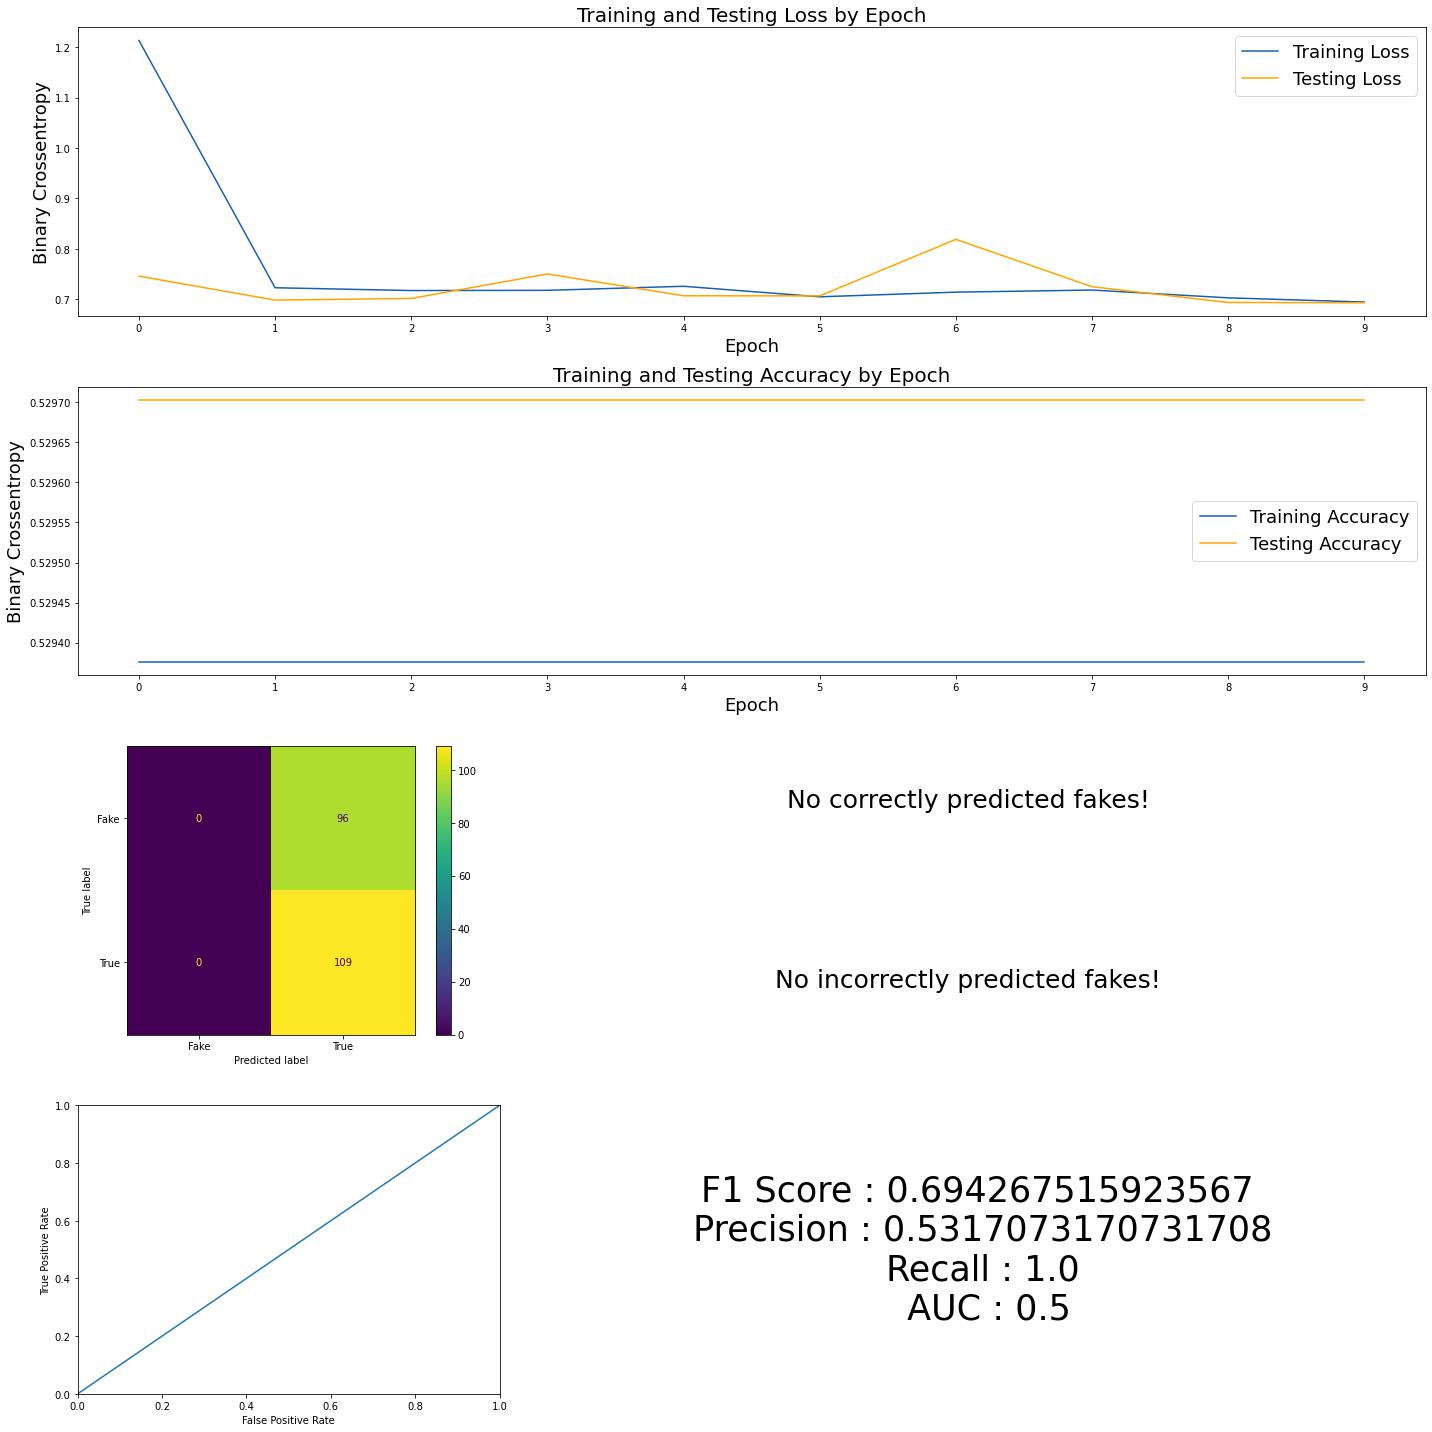 Training and Testing Loss by Epoch
Binary Crossentropy
1.2
1.1
1.0
0.9
0.8
0.7
Training Loss
Testing Loss
0 1 2 3 4 5 6 7 8 9
Epoch
Training and Testing Accuracy by Epoch
Binary Crossentropy
0.52970
0.52965
0.52960
0.52955
0.52950
0.52945
0.52940
Training Accuracy
Testing Accuracy
0 1 2 3 4 5 6 7 8 9
Epoch
True label
Fake
True
0 96
0 109
Fake True
Predicted label
100
80
60
40
20
0
No correctly predicted fakes!
No incorrectly predicted fakes!
True Positive Rate
1.0
0.8
0.6
0.4
0.2
0.0
0.0 0.2 0.4 0.6 0.8 1.0
False Positive Rate
F1 Score : 0.694267515923567
Precision : 0.5317073170731708
Recall : 1.0
AUC : 0.5